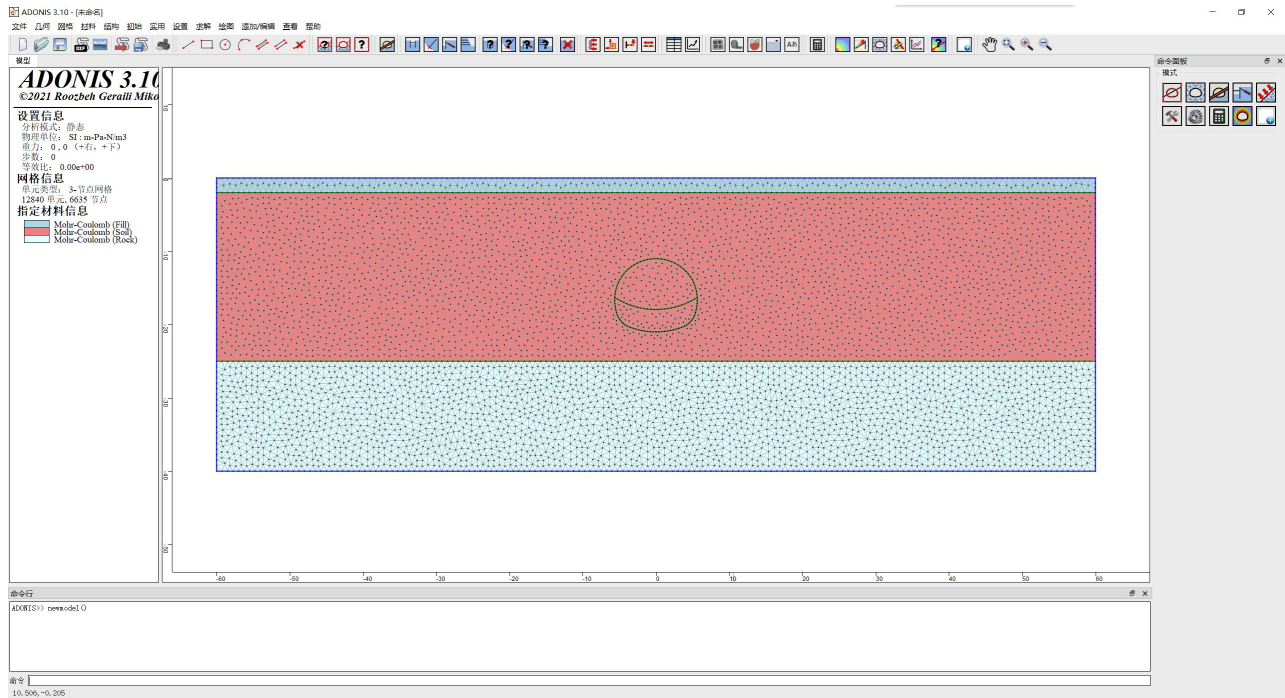 ADONIS 3.10 - [未命名]
文件 几何 网格 材料 结构 初始 实用 设置 求解 绘图 添加/编辑 查看 帮助
模型
ADONIS 3.10
©2021 Roozbeh Geraili Miko
设置信息
分析模式: 静态
物理单位: SI : m-Pa-N/m3
重力: 0 , 0 (+右, +下)
步数: 0
等效比: 0.00e+00
网格信息
单元类型: 3-节点网格
12840 单元, 6635 节点
指定材料信息
Mohr-Coulomb (Fill)
Mohr-Coulomb (Soil)
Mohr-Coulomb (Rock)
10
0
-10
-20
-30
-40
-50
-60 -50 -40 -30 -20 -10 0 10 20 30 40 50 60
命令面板
模式
命令行
ADONIS>> newmodel()
命令
10.506,-0.205